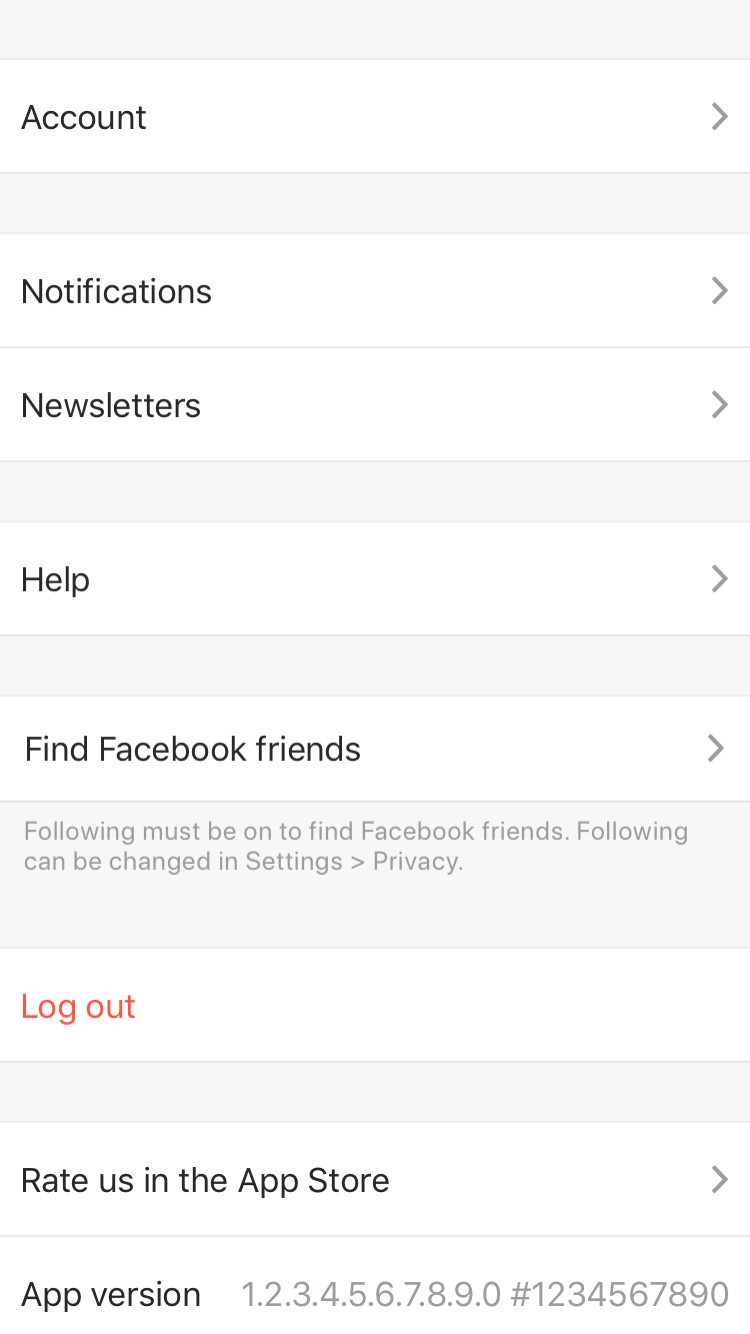 Account
Notifications
Newsletters
Help
Find Facebook friends
Following must be on to find Facebook friends. Following
can be changed in Settings > Privacy.
Log out
Rate us in the App Store
App version 1.2.3.4.5.6.7.8.9.0 #1234567890